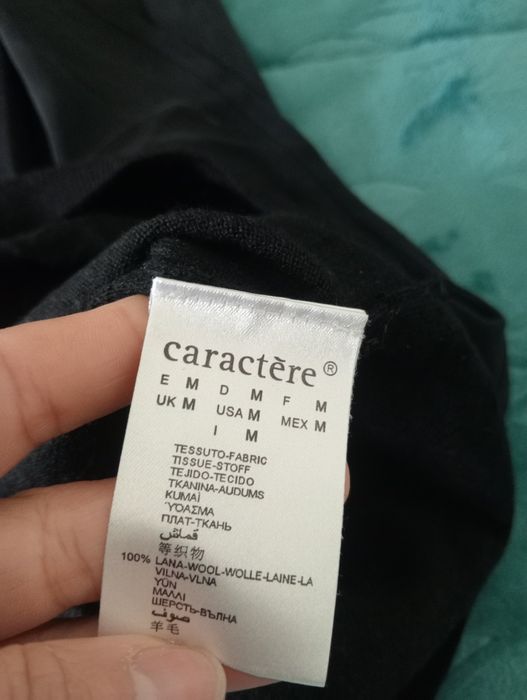 caractère®
E M D M F M
UK M USA M MEX M
I M
TESSUTO-FABRIC
TISSUE-STOFF
TEJIDO-TECIDO
TKANINA-AUDUMS
KUMAİ
ΎΦΑΣΜΑ
ПЛАТ-ТКАНЬ
قماش
等织物
100% LANA-WOOL-WOLLE-LAINE-LA
VILNA-VLNA
YÜN
ΜΑΛΛΙ
ШЕРСТЬ-ВЪЛНА
صوف
羊毛